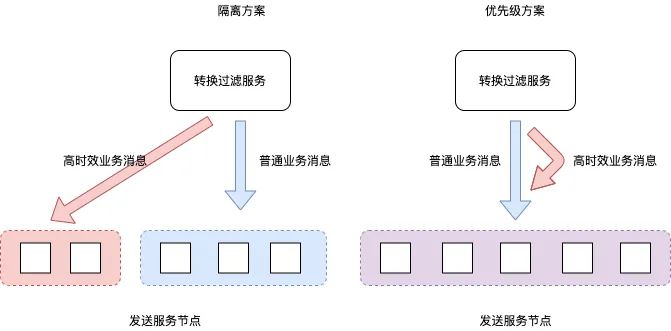 隔离方案
优先级方案
转换过滤服务
转换过滤服务
高时效业务消息
普通业务消息
普通业务消息
高时效业务消息
发送服务节点
发送服务节点